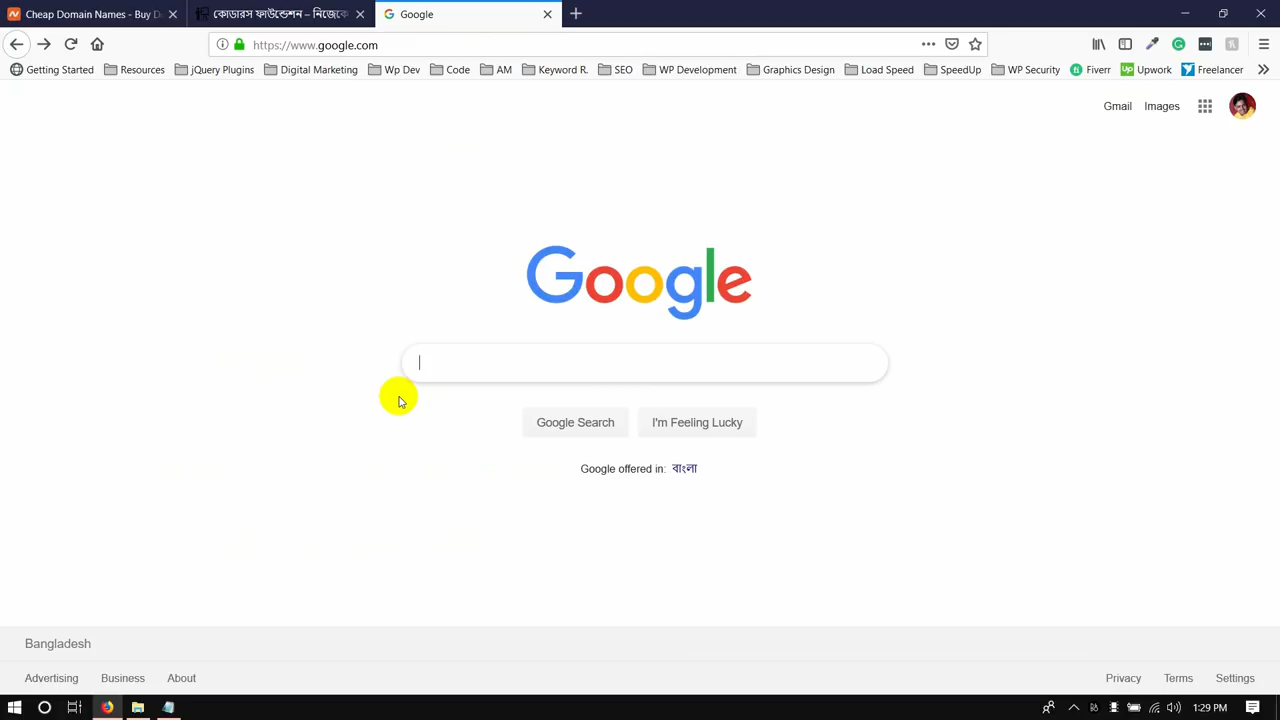 Cheap Domain Names - Buy D
কোডারস ফাউন্ডেশন – নিজেকে
Google
https://www.google.com
Getting Started
Resources
jQuery Plugins
Digital Marketing
Wp Dev
Code
AM
Keyword R.
SEO
WP Development
Graphics Design
Load Speed
SpeedUp
WP Security
Fiverr
Upwork
Freelancer
Gmail
Images
Google
Google Search
I'm Feeling Lucky
Google offered in: বাংলা
Bangladesh
Advertising
Business
About
Privacy
Terms
Settings
1:29 PM